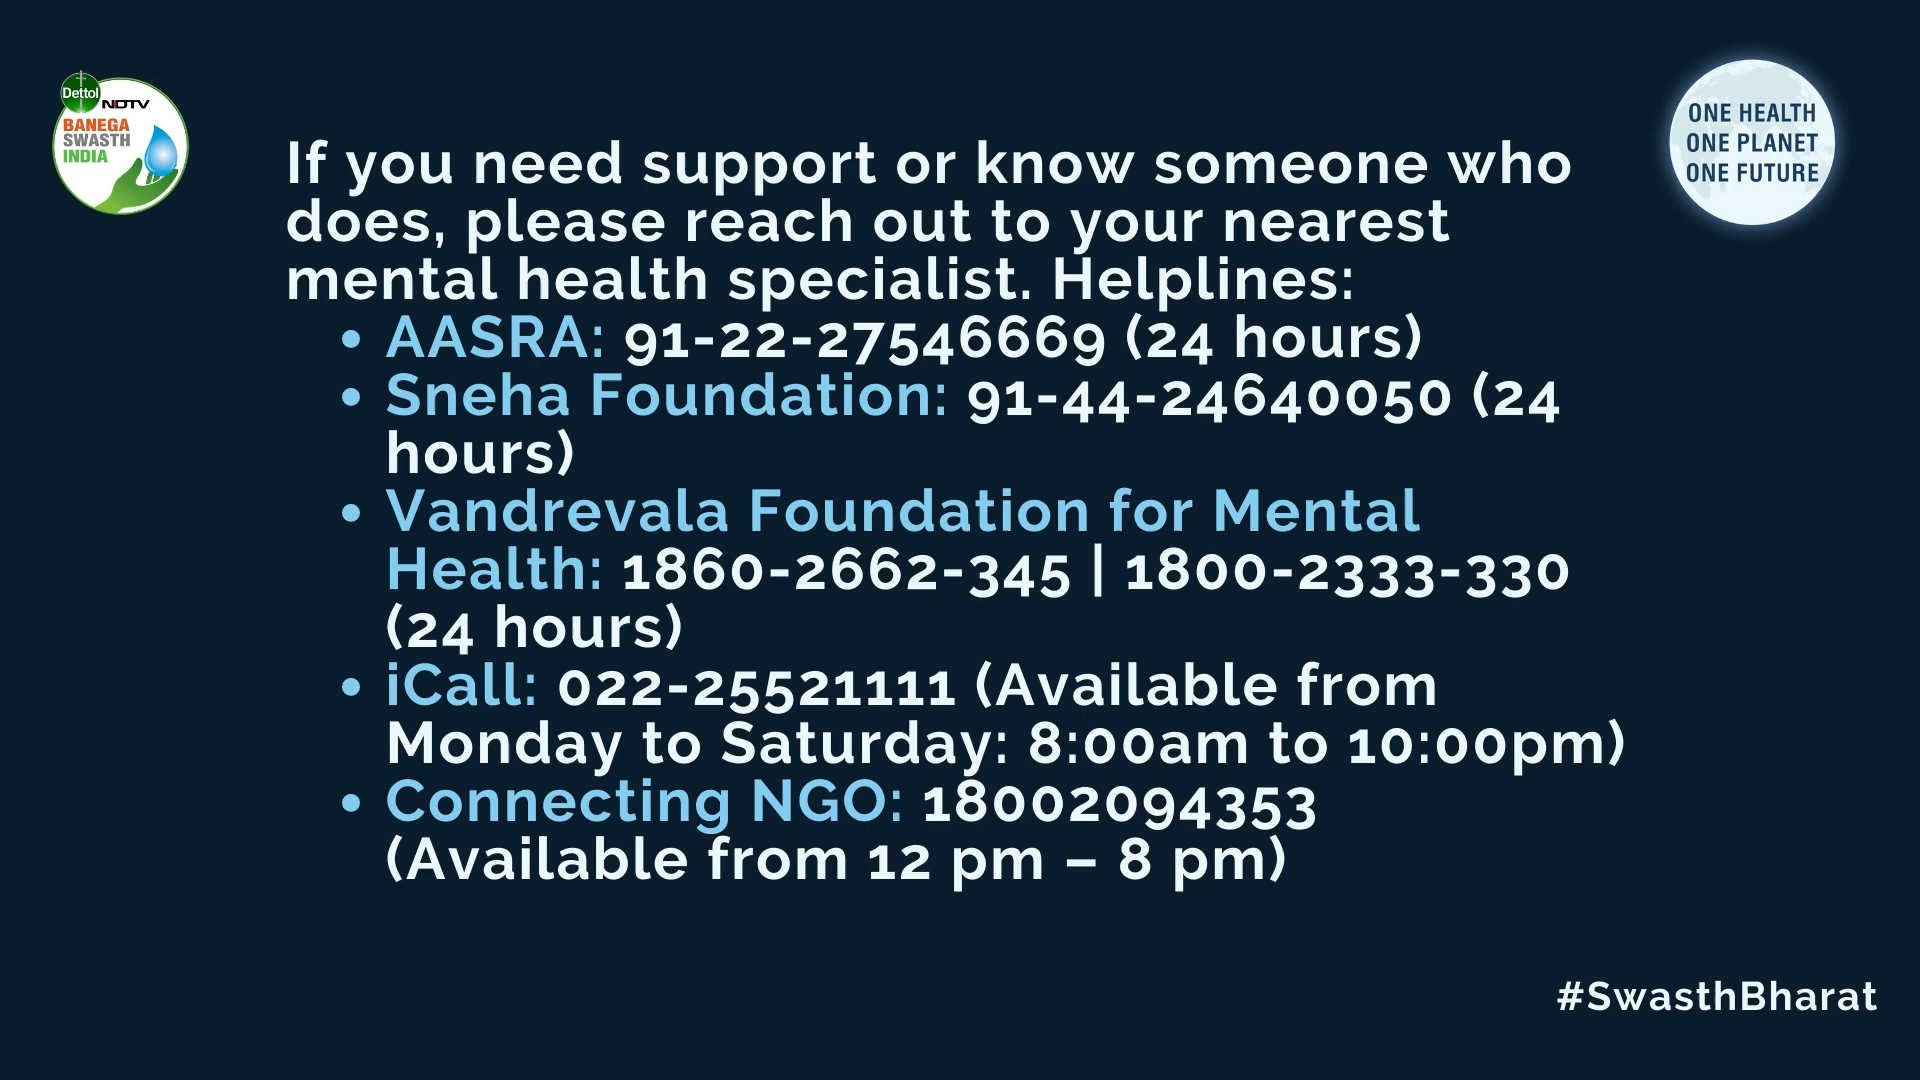 Dettol
NDTV
BANEGA
SWASTH
INDIA
ONE HEALTH
ONE PLANET
ONE FUTURE
If you need support or know someone who
does, please reach out to your nearest
mental health specialist. Helplines:
• AASRA: 91-22-27546669 (24 hours)
• Sneha Foundation: 91-44-24640050 (24
hours)
• Vandrevala Foundation for Mental
Health: 1860-2662-345 | 1800-2333-330
(24 hours)
• iCall: 022-25521111 (Available from
Monday to Saturday: 8:00am to 10:00pm)
• Connecting NGO: 18002094353
(Available from 12 pm – 8 pm)
#SwasthBharat